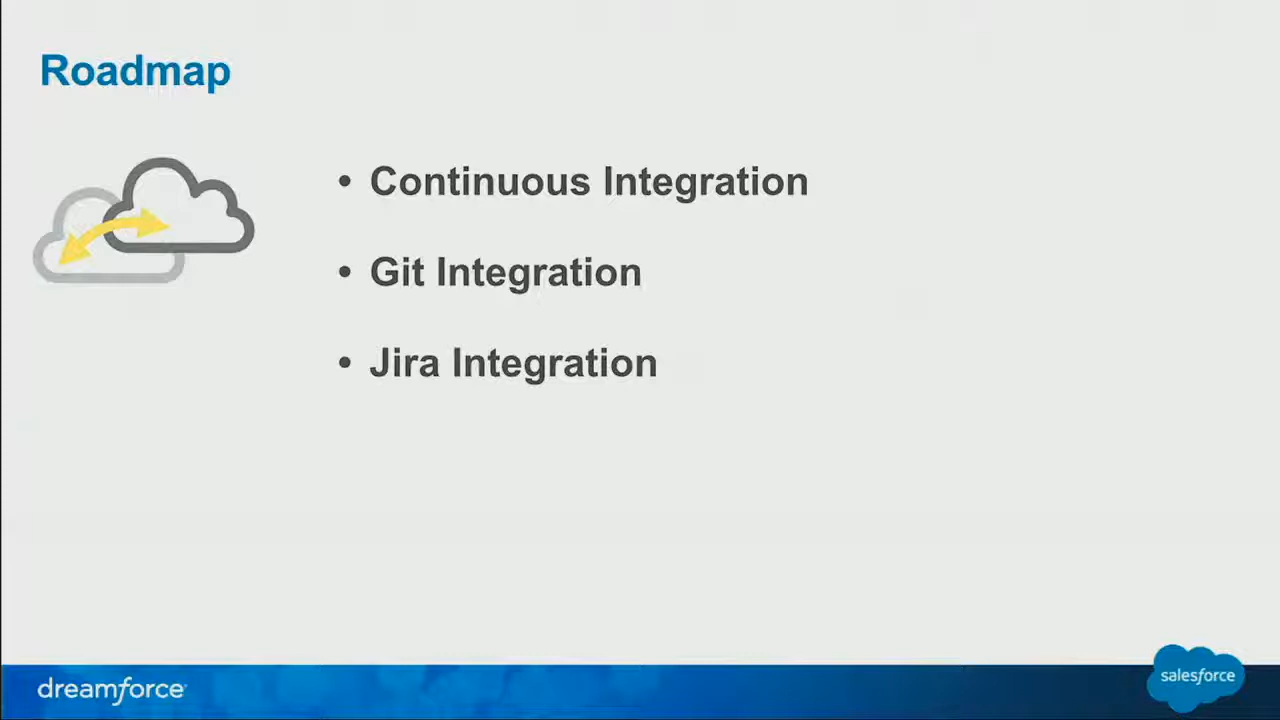 Roadmap
• Continuous Integration
• Git Integration
• Jira Integration
dreamforce
salesforce